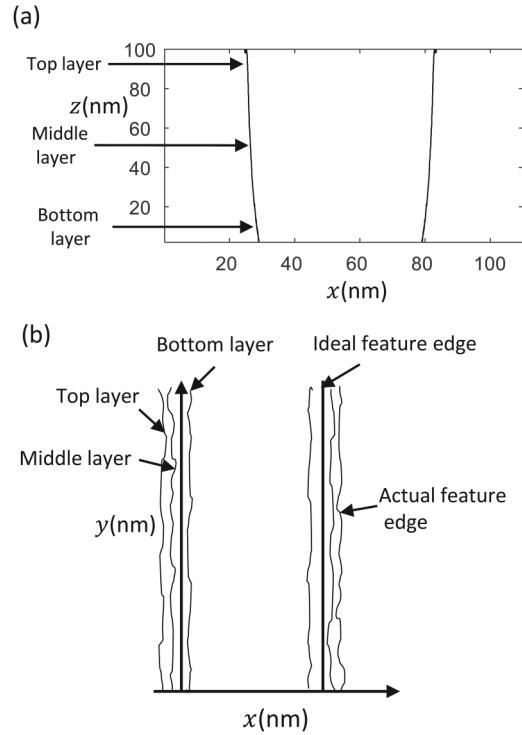 (a)
Top layer
z(nm)
Middle
layer
Bottom
layer
100
80
60
40
20
20 40 60 80 100
x(nm)
(b)
Bottom layer
Ideal feature edge
Top layer
Middle layer
y(nm)
Actual feature
edge
x(nm)